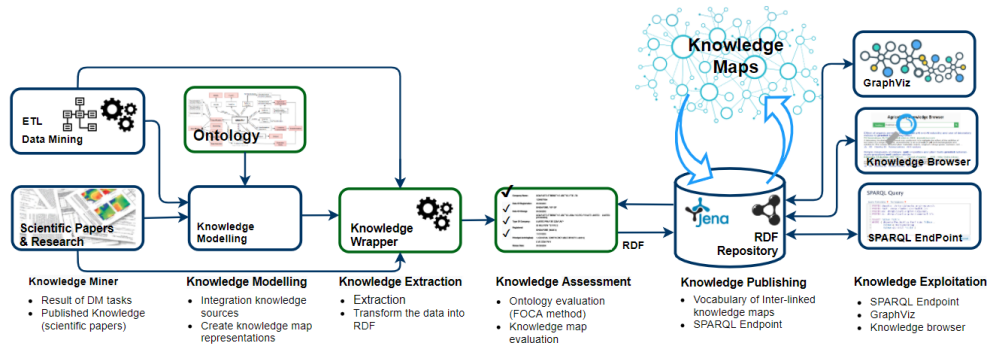 Knowledge
Maps
GraphViz
ETL
Data Mining
Ontology
Knowledge Browser
Scientific Papers
& Research
Knowledge
Modelling
Knowledge
Wrapper
RDF
Jena
RDF
Repository
SPARQL Query
SPARQL EndPoint
Knowledge Miner
Result of DM tasks
Published Knowledge
(scientific papers)
Knowledge Modelling
Integration knowledge
sources
Create knowledge map
representations
Knowledge Extraction
Extraction
Transform the data into
RDF
Knowledge Assessment
Ontology evaluation
(FOCA method)
Knowledge map
evaluation
Knowledge Publishing
Vocabulary of Inter-linked
knowledge maps
SPARQL Endpoint
Knowledge Exploitation
SPARQL Endpoint
GraphViz
Knowledge browser